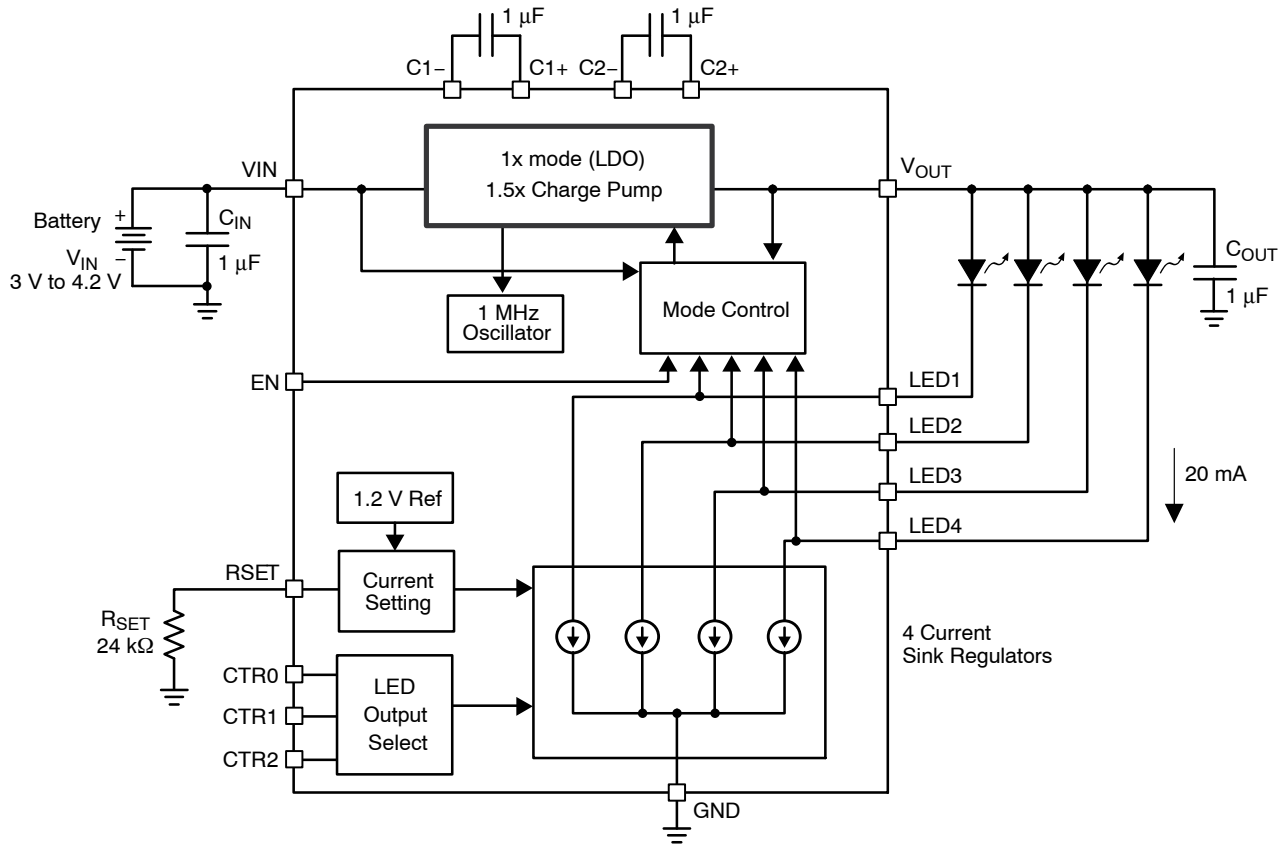 1 μF
1 μF
C1−
C1+
C2−
C2+
VIN
1x mode (LDO)
1.5x Charge Pump
VOUT
Battery
+
−
VIN
3 V to 4.2 V
CIN
1 μF
1 MHz
Oscillator
Mode Control
COUT
1 μF
EN
LED1
LED2
LED3
LED4
20 mA
1.2 V Ref
RSET
Current
Setting
RSET
24 kΩ
4 Current
Sink Regulators
CTR0
CTR1
CTR2
LED
Output
Select
GND